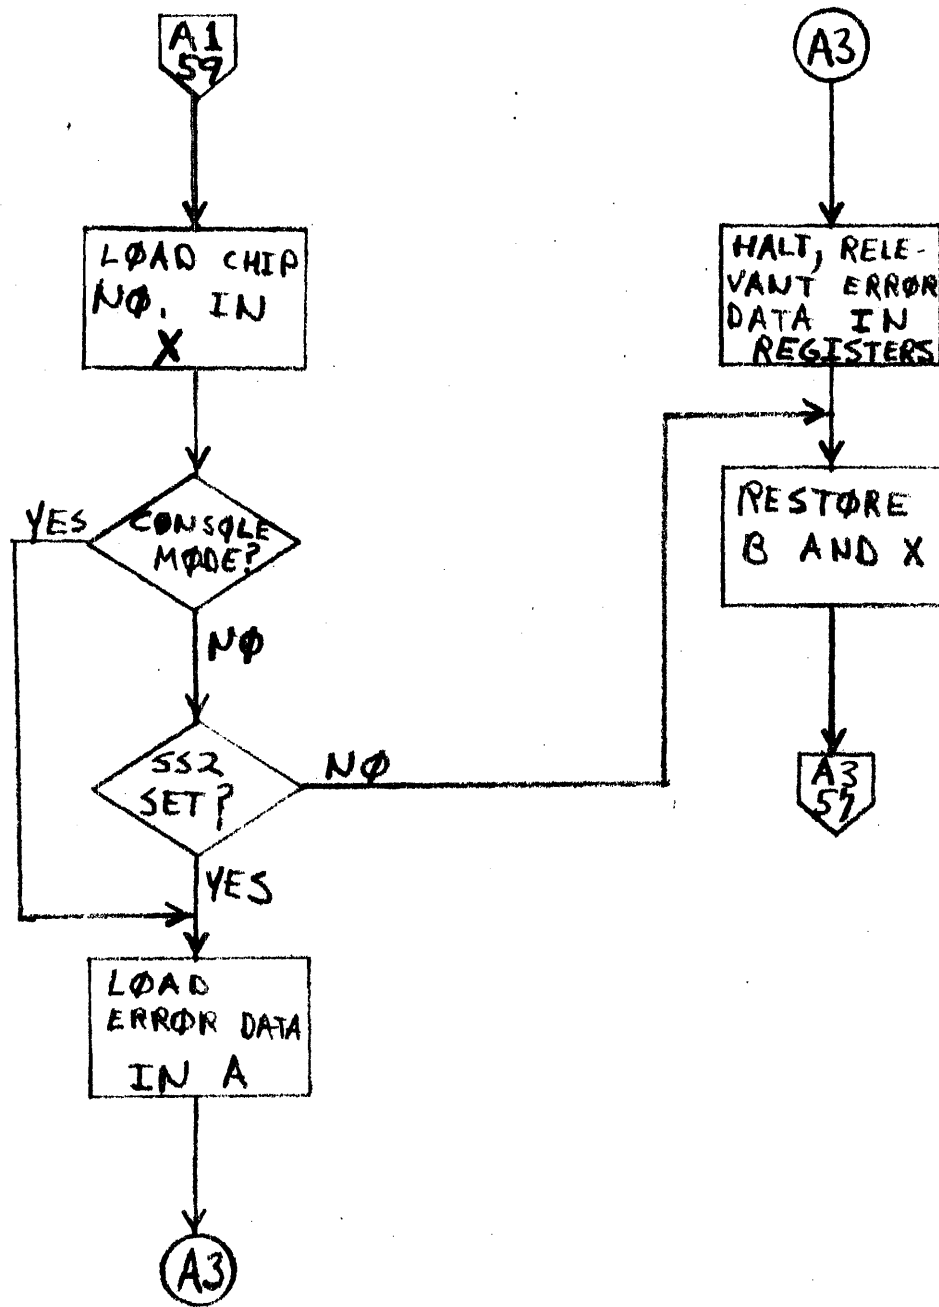 A1
59
LØAD CHIP
NØ. IN
X
YES
CØNSØLE
MØDE?
NØ
SS2
SET?
NØ
YES
LØAD
ERRØR DATA
IN A
A3
A3
HALT, RELE-
VANT ERRØR
DATA IN
REGISTERS
RESTØRE
B AND X
A3
57